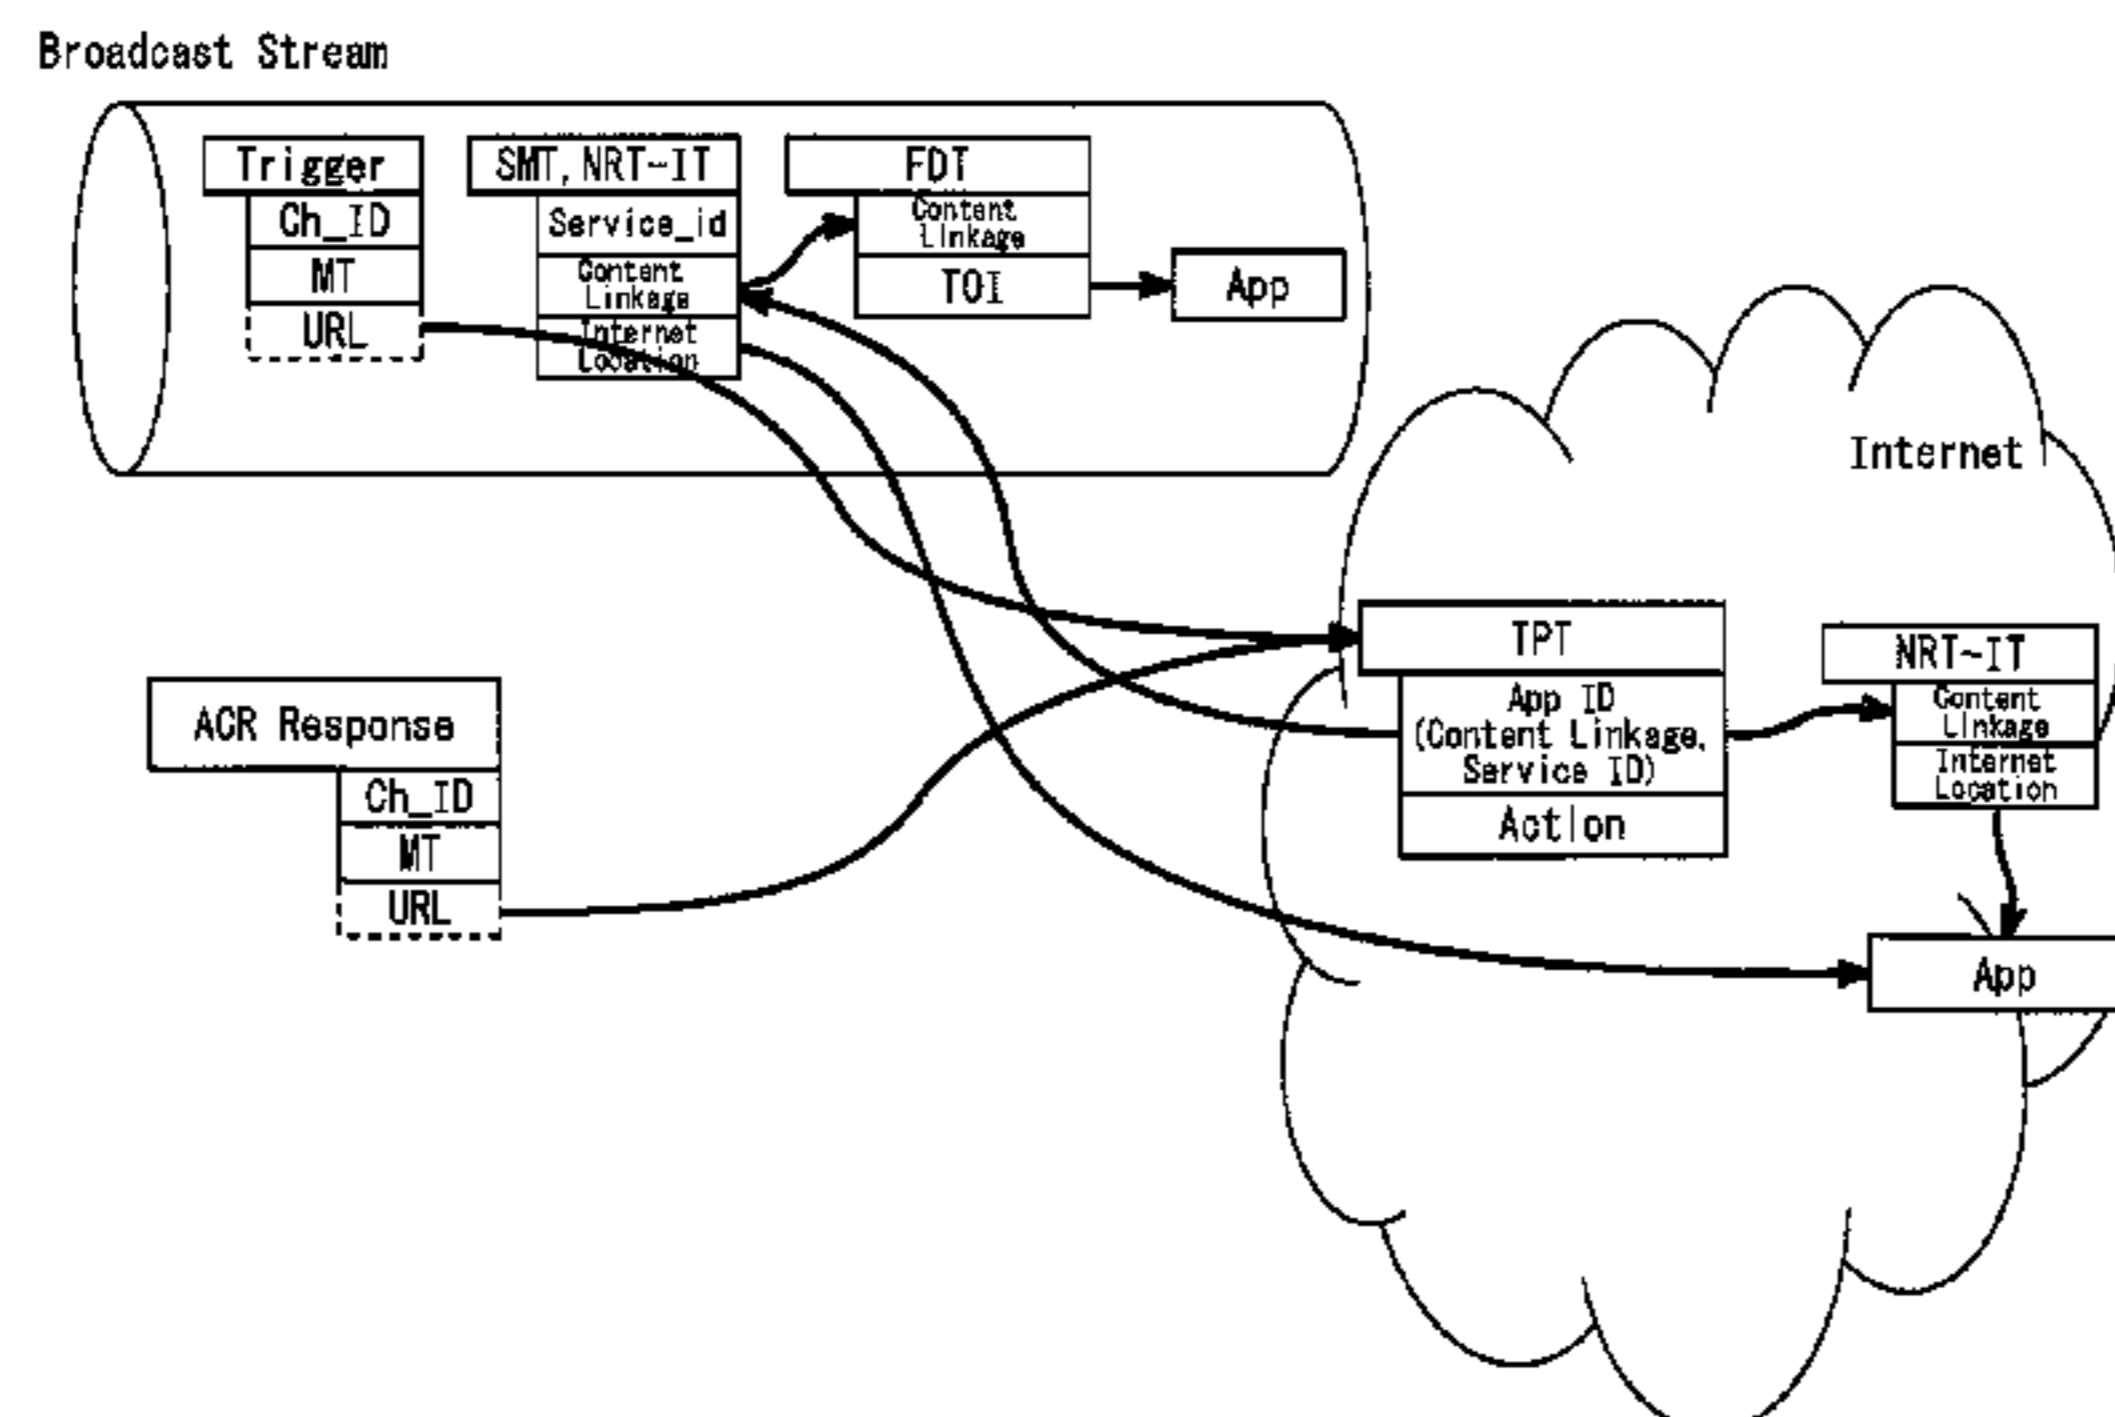 Broadcast Stream
Trigger
Ch_ID
MT
URL
SMT, NRT-IT
Service_id
Content
Linkage
Internet
Location
FDT
Content
Linkage
TOI
App
Internet
TPT
App ID
(Content Linkage,
Service ID)
Action
NRT-IT
Content
Linkage
Internet
Location
App
ACR Response
Ch_ID
MT
URL